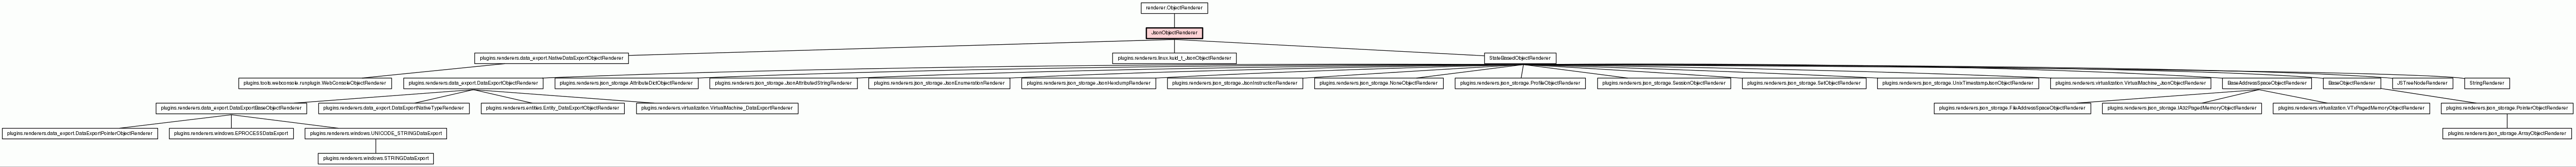 renderer.ObjectRenderer
JsonObjectRenderer
plugins.renderers.data_export.NativeDataExportObjectRenderer
plugins.renderers.linux.kuid_t_JsonObjectRenderer
StateBasedObjectRenderer
plugins.tools.webconsole.runplugin.WebConsoleObjectRenderer
plugins.renderers.data_export.DataExportObjectRenderer
plugins.renderers.json_storage.AttributeDictObjectRenderer
plugins.renderers.json_storage.JsonAttributedStringRenderer
plugins.renderers.json_storage.JsonEnumerationRenderer
plugins.renderers.json_storage.JsonHexdumpRenderer
plugins.renderers.json_storage.JsonInstructionRenderer
plugins.renderers.json_storage.NoneObjectRenderer
plugins.renderers.json_storage.ProfileObjectRenderer
plugins.renderers.json_storage.SessionObjectRenderer
plugins.renderers.json_storage.SetObjectRenderer
plugins.renderers.json_storage.UnixTimestampJsonObjectRenderer
plugins.renderers.virtualization.VirtualMachine_JsonObjectRenderer
BaseAddressSpaceObjectRenderer
BaseObjectRenderer
JSTreeNodeRenderer
StringRenderer
plugins.renderers.data_export.DataExportBaseObjectRenderer
plugins.renderers.data_export.DataExportNativeTypeRenderer
plugins.renderers.entities.Entity_DataExportObjectRenderer
plugins.renderers.virtualization.VirtualMachine_DataExportRenderer
plugins.renderers.json_storage.FileAddressSpaceObjectRenderer
plugins.renderers.json_storage.IA32PagedMemoryObjectRenderer
plugins.renderers.virtualization.VTxPagedMemoryObjectRenderer
plugins.renderers.json_storage.PointerObjectRenderer
plugins.renderers.data_export.DataExportPointerObjectRenderer
plugins.renderers.windows.EPROCESSDataExport
plugins.renderers.windows.UNICODE_STRINGDataExport
plugins.renderers.json_storage.ArrayObjectRenderer
plugins.renderers.windows.STRINGDataExport